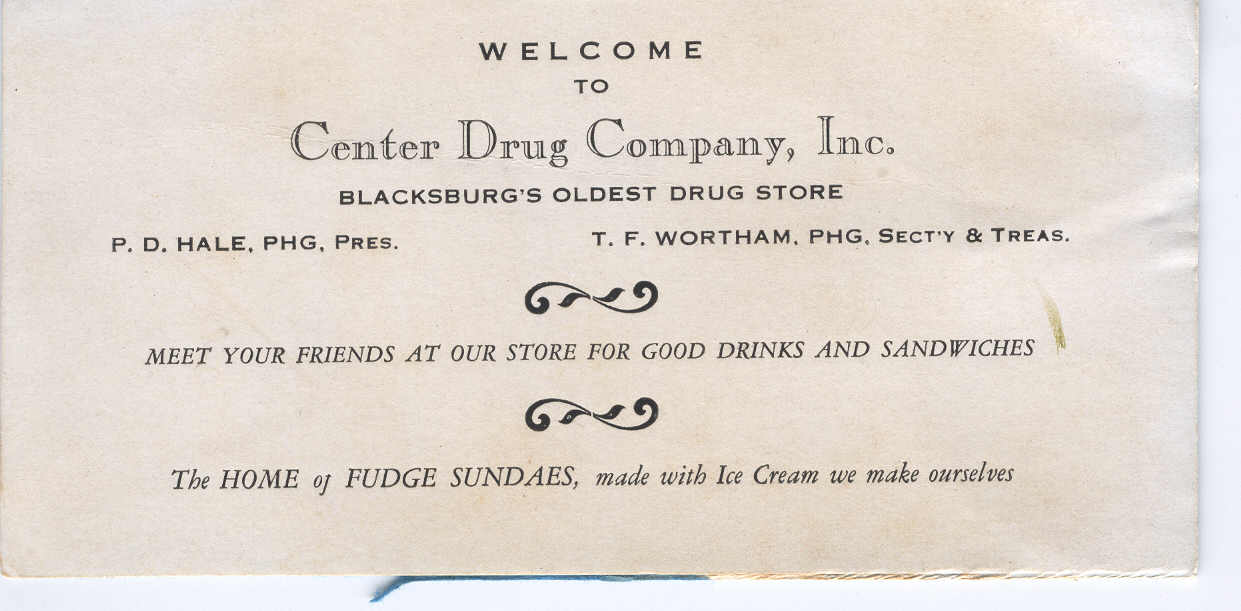 WELCOME
TO
Center Drug Company, Inc.
BLACKSBURG'S OLDEST DRUG STORE
P. D. HALE, PHG, PRES. T. F. WORTHAM, PHG, SECT'Y & TREAS.
MEET YOUR FRIENDS AT OUR STORE FOR GOOD DRINKS AND SANDWICHES
The HOME of FUDGE SUNDAES, made with Ice Cream we make ourselves